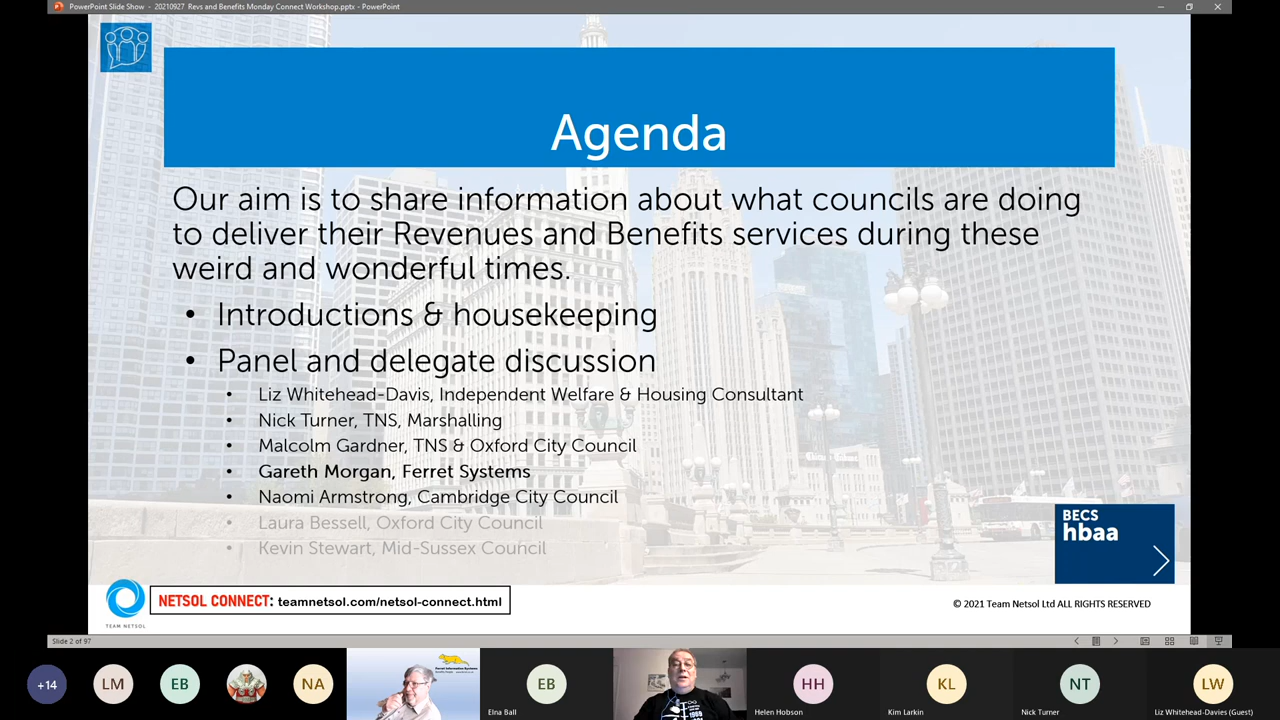 PowerPoint Slide Show - 20210927 Revs and Benefits Monday Connect Workshop.pptx - PowerPoint
Agenda
Our aim is to share information about what councils are doing
to deliver their Revenues and Benefits services during these
weird and wonderful times.
• Introductions & housekeeping
• Panel and delegate discussion
• Liz Whitehead-Davis, Independent Welfare & Housing Consultant
• Nick Turner, TNS, Marshalling
• Malcolm Gardner, TNS & Oxford City Council
• Gareth Morgan, Ferret Systems
• Naomi Armstrong, Cambridge City Council
• Laura Bessell, Oxford City Council
• Kevin Stewart, Mid-Sussex Council
BECS
hbaa
TEAM NETSOL
NETSOL CONNECT: teamnetsol.com/netsol-connect.html
© 2021 Team Netsol Ltd ALL RIGHTS RESERVED
Slide 2 of 97
+14
LM
EB
NA
Ferret Information Systems
EB
Elna Ball
HH
Helen Hobson
KL
Kim Larkin
NT
Nick Turner
LW
Liz Whitehead-Davies (Guest)